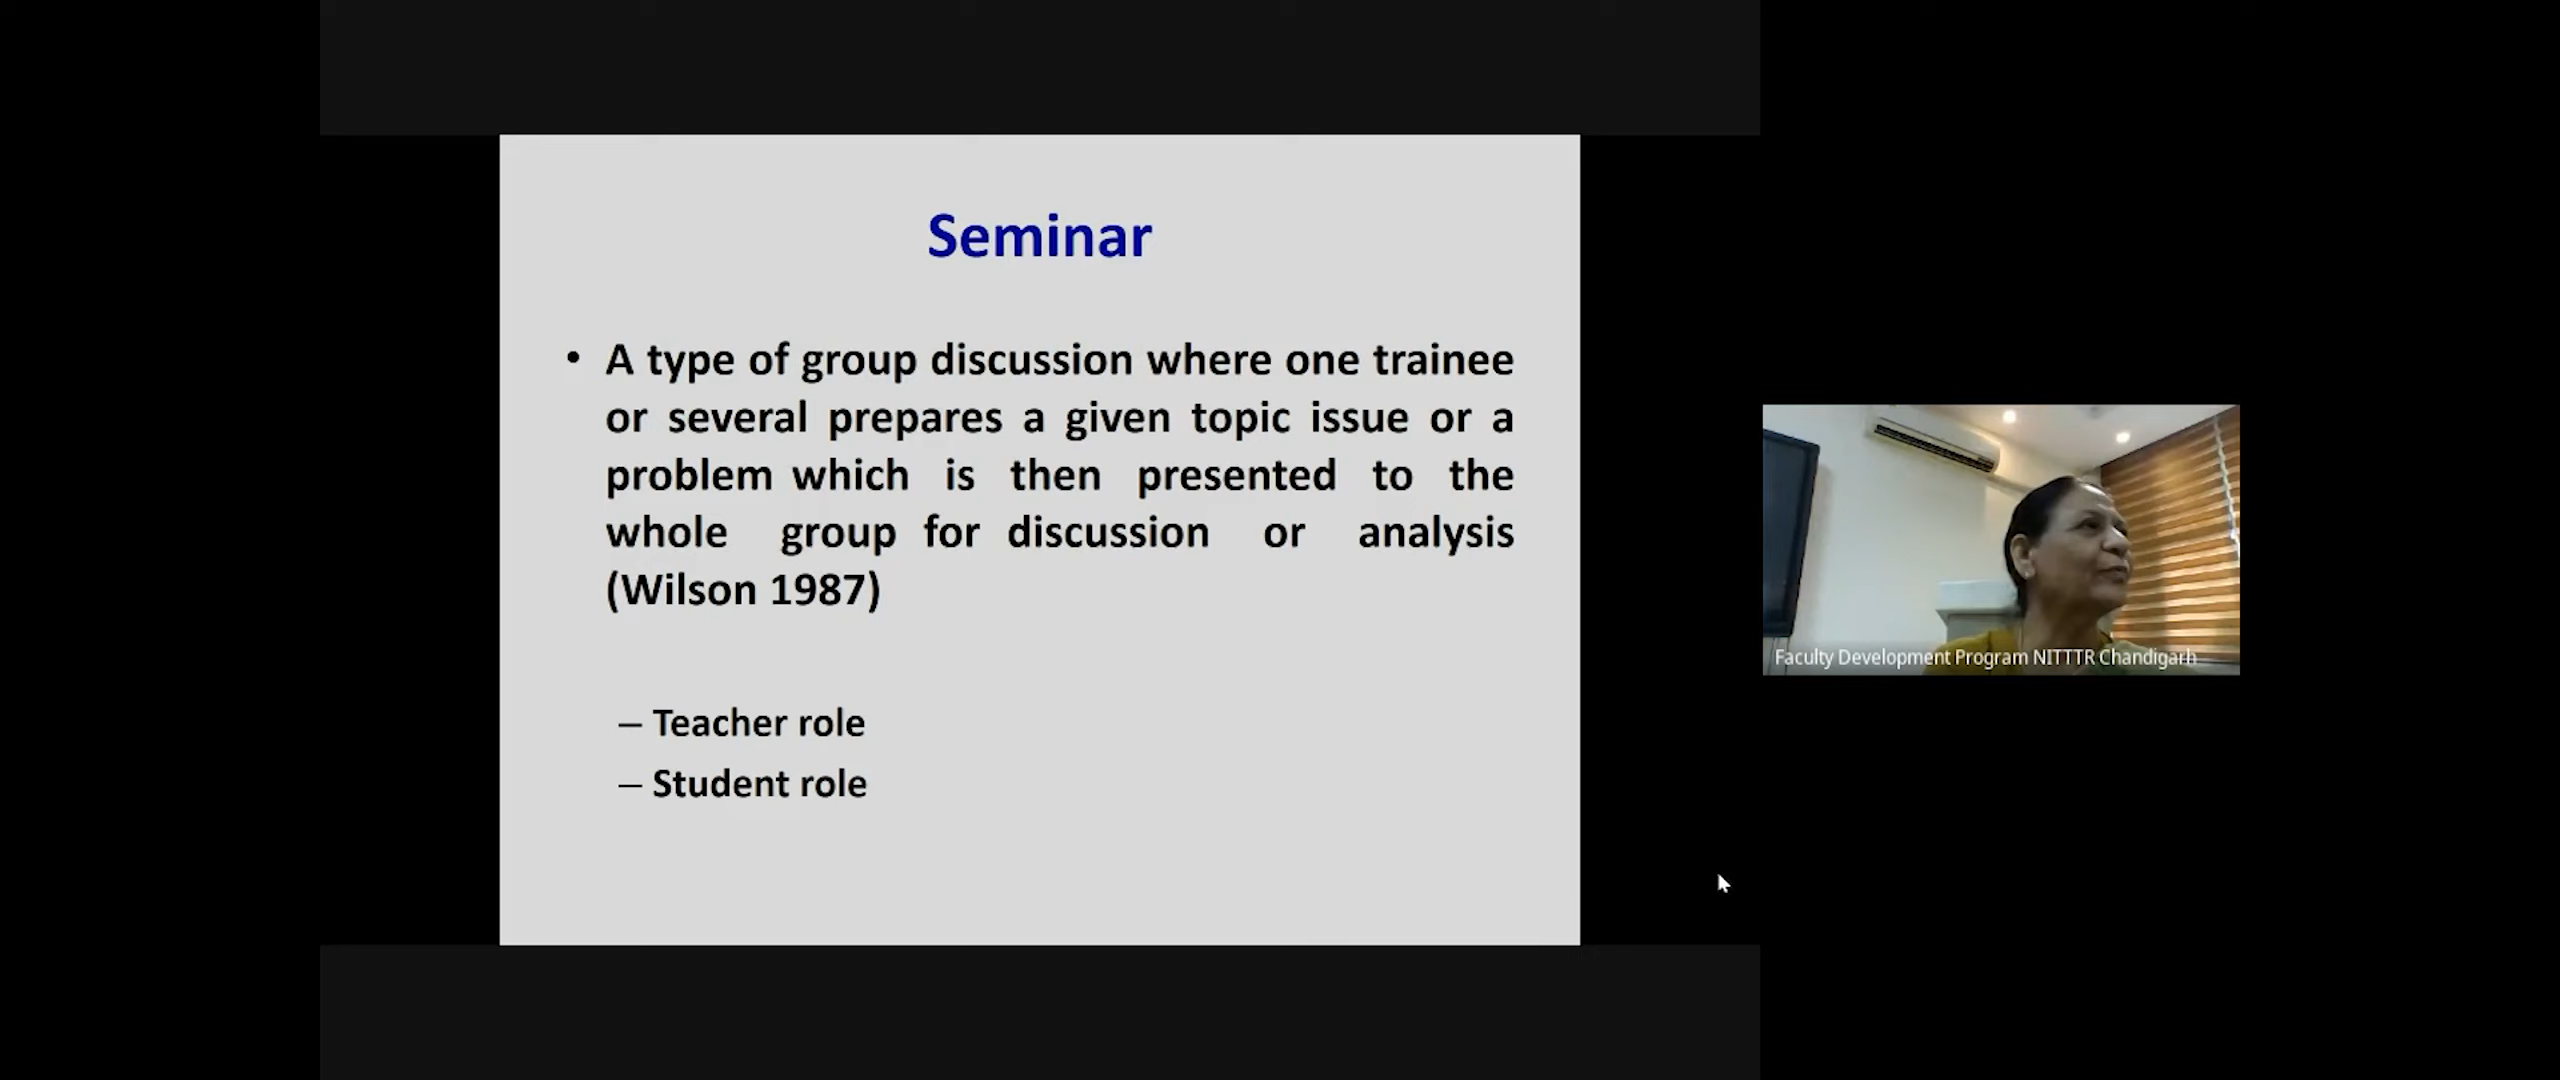 Seminar
• A type of group discussion where one trainee
or several prepares a given topic issue or a
problem which is then presented to the
whole group for discussion or analysis
(Wilson 1987)
– Teacher role
– Student role
Faculty Development Program NITTTR Chandigarh